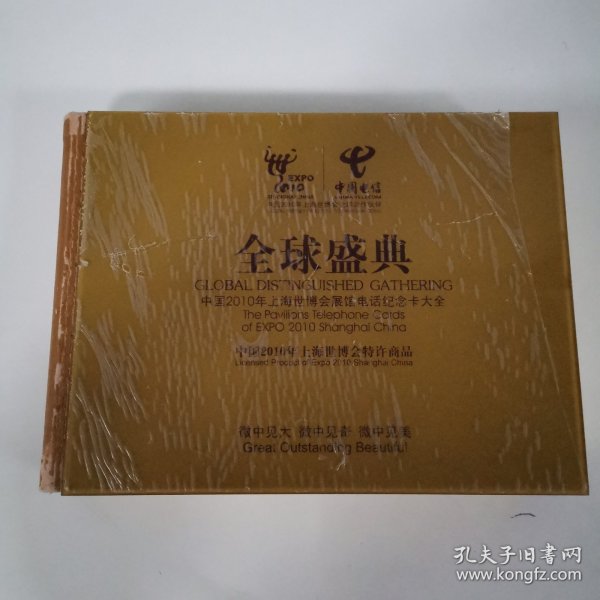 EXPO
2010
SHANGHAI CHINA
中国电信
CHINA TELECOM
全球盛典
GLOBAL DISTINGUISHED GATHERING
中国2010年上海世博会展馆电话纪念卡大全
The Pavilions Telephone Cards
of EXPO 2010 Shanghai China
中国2010年上海世博会特许商品
Licensed Product of Expo 2010 Shanghai China
微中见大 微中见奇 微中见美
Great Outstanding Beautiful
孔夫子旧书网
www.kongfz.com